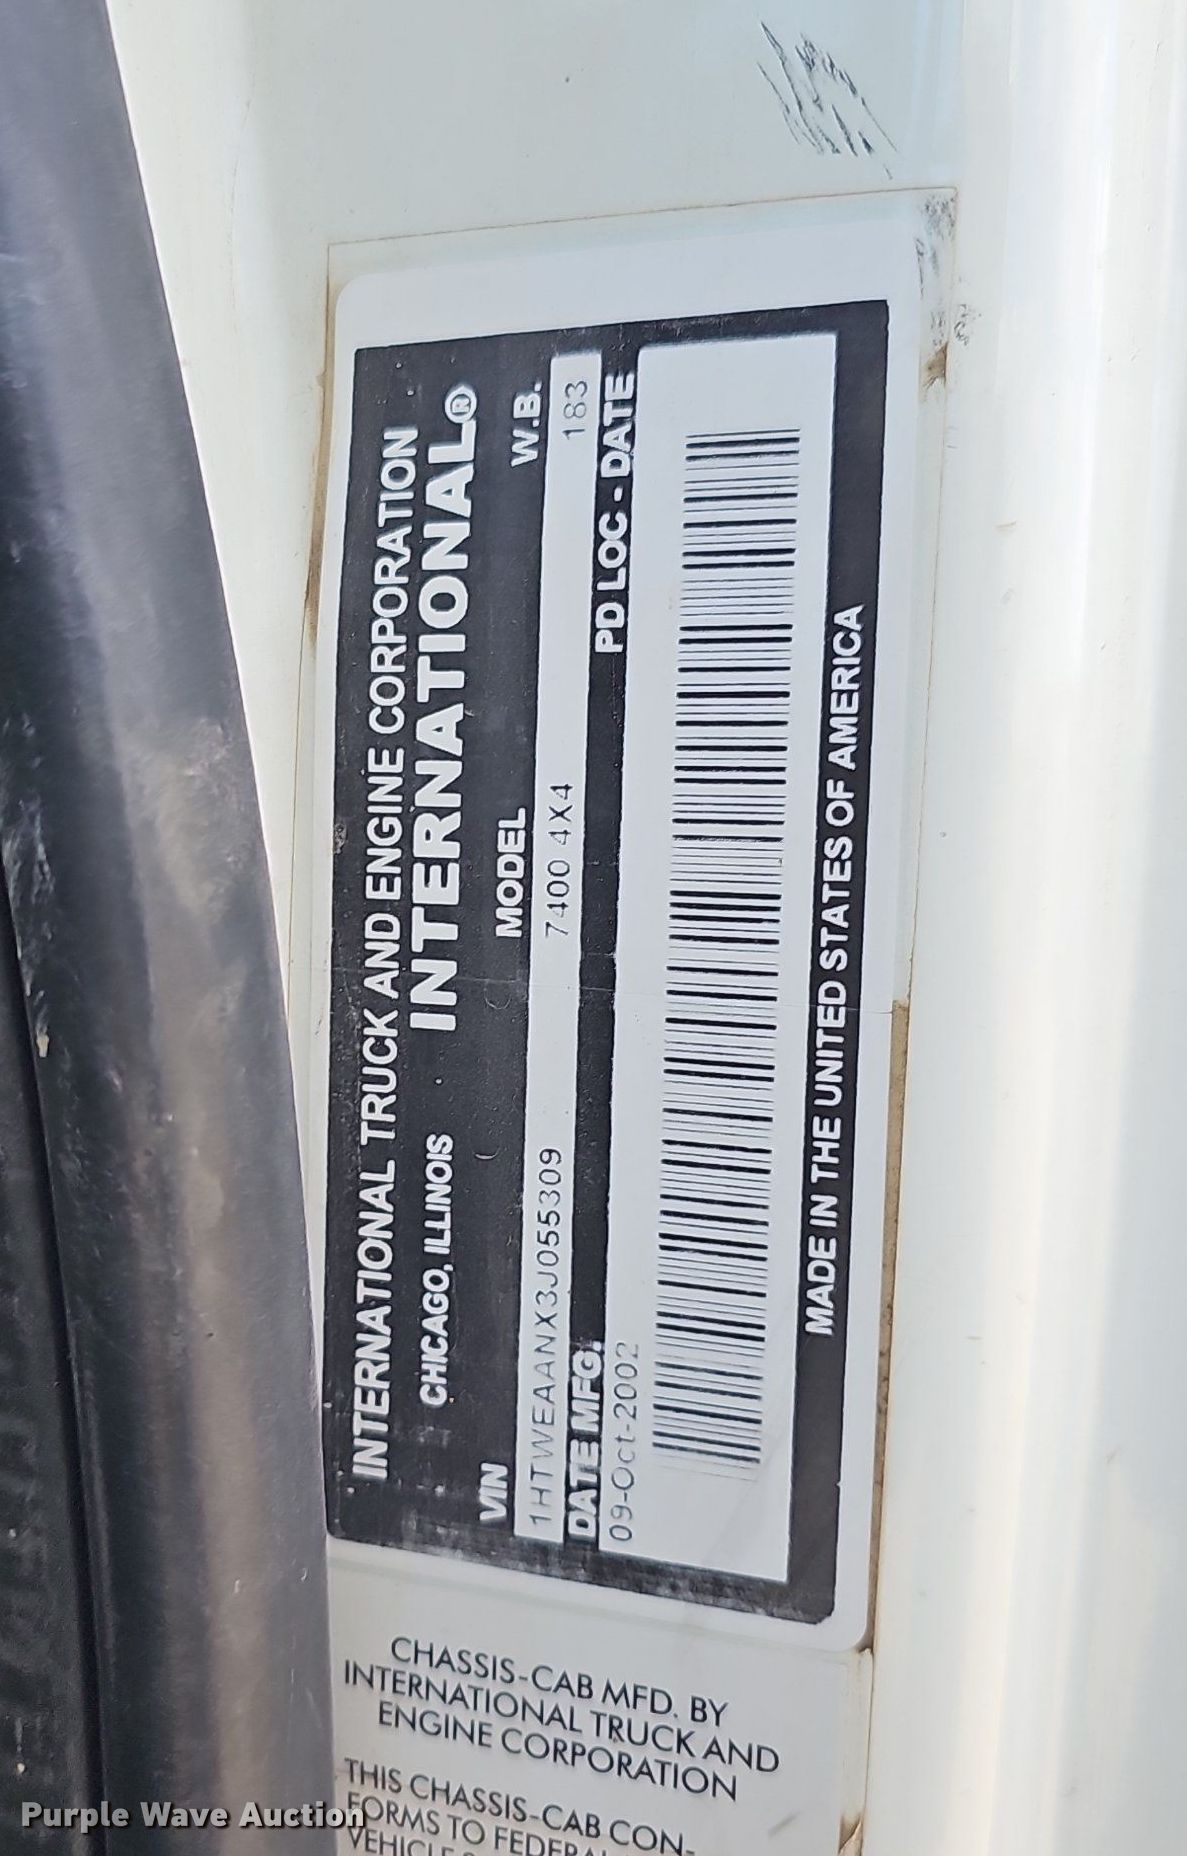 INTERNATIONAL TRUCK AND ENGINE CORPORATION
CHICAGO, ILLINOIS INTERNATIONAL®
VIN MODEL W.B.
1HTWEAANX3J055309 7400 4X4 183
DATE MFG. PD LOC - DATE
09-Oct-2002
MADE IN THE UNITED STATES OF AMERICA
CHASSIS-CAB MFD. BY
INTERNATIONAL TRUCK AND
ENGINE CORPORATION
THIS CHASSIS-CAB CON-
FORMS TO FEDERAL
Purple Wave Auction